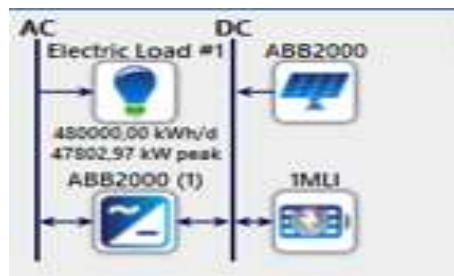 AC DC
Electric Load #1 ABB2000
480000,00 kWh/d
47802,97 kW peak
ABB2000 (1) 1MLI